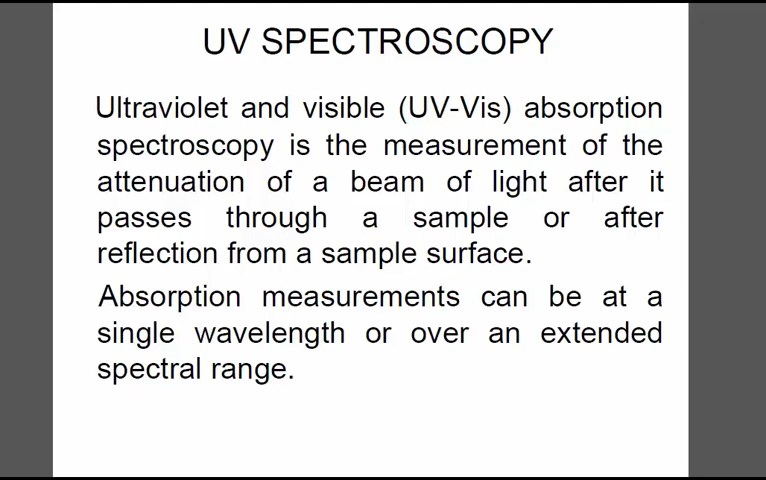 UV SPECTROSCOPY
Ultraviolet and visible (UV-Vis) absorption
spectroscopy is the measurement of the
attenuation of a beam of light after it
passes through a sample or after
reflection from a sample surface.
Absorption measurements can be at a
single wavelength or over an extended
spectral range.